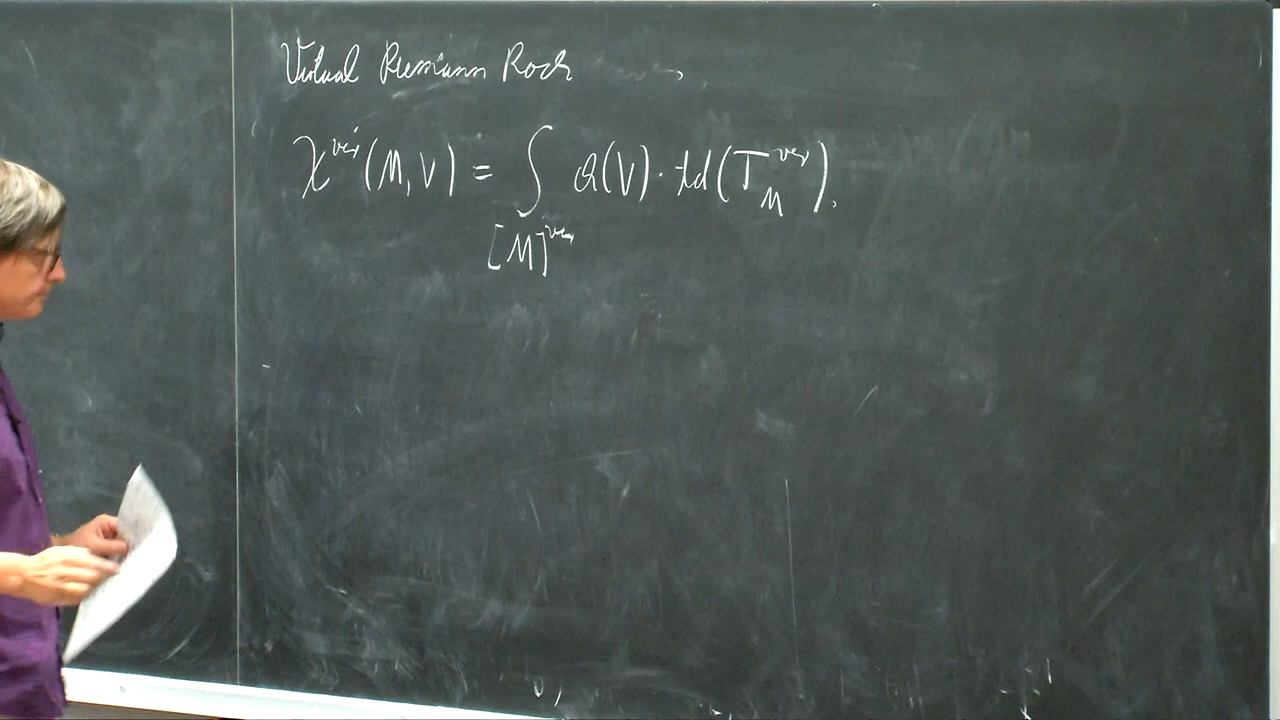 Virtual Riemann Roch
χ^vir(M, V) = ∫_{[M]^vir} ch(V) · td(T_M^vir).